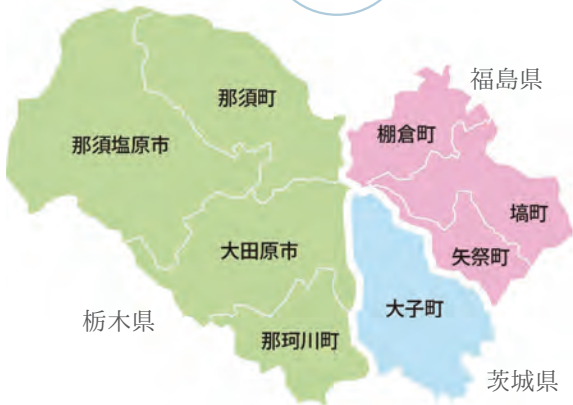 福島県
那須町
棚倉町
那須塩原市
塙町
大田原市
矢祭町
大子町
栃木県
那珂川町
茨城県